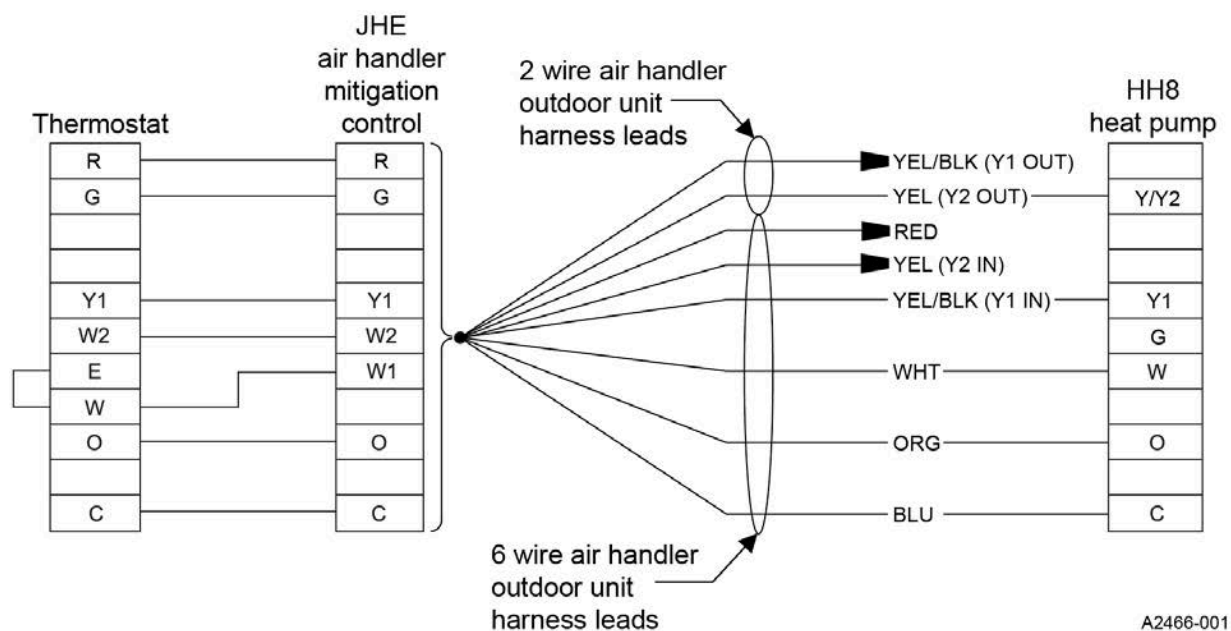 JHE
air handler
mitigation
control
2 wire air handler
outdoor unit
harness leads
HH8
heat pump
Thermostat
R
G
Y1
W2
E
W
O
C
R
G
Y1
W2
W1
O
C
YEL/BLK (Y1 OUT)
YEL (Y2 OUT)
RED
YEL (Y2 IN)
YEL/BLK (Y1 IN)
WHT
ORG
BLU
Y/Y2
Y1
G
W
O
C
6 wire air handler
outdoor unit
harness leads
A2466-001